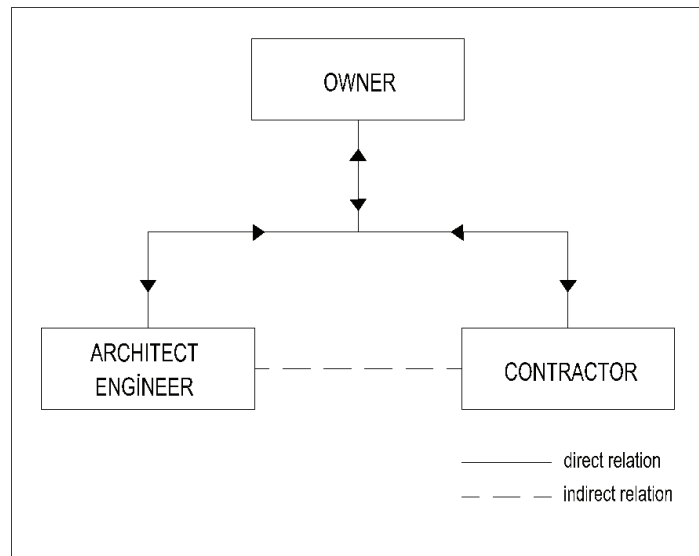 OWNER
ARCHITECT
ENGİNEER
CONTRACTOR
direct relation
indirect relation